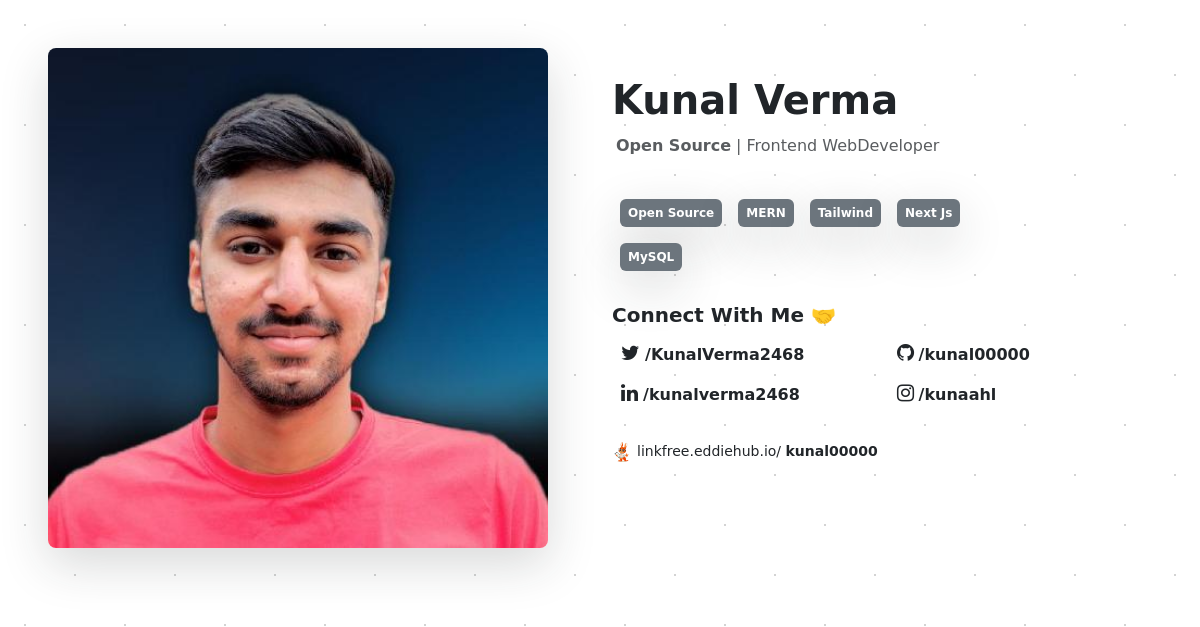 Kunal Verma
Open Source | Frontend WebDeveloper
Open Source MERN Tailwind Next Js
MySQL
Connect With Me 🤝
/KunalVerma2468 /kunal00000
/kunalverma2468 /kunaahl
linkfree.eddiehub.io/ kunal00000